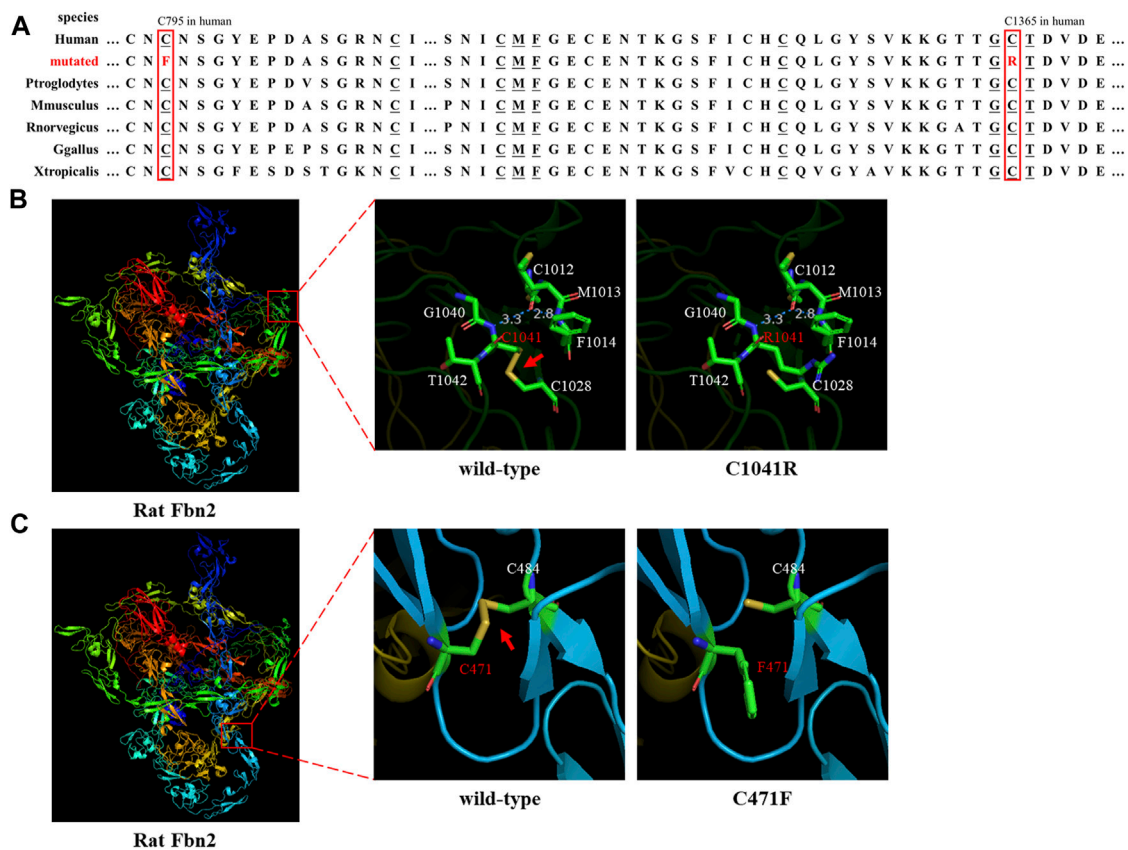 A
species
C795 in human
C1365 in human
Human ... C N C N S G Y E P D A S G R N C I ... S N I C M F G E C E N T K G S F I C H C Q L G Y S V K K G T T G C T D V D E ...
mutated ... C N F N S G Y E P D A S G R N C I ... S N I C M F G E C E N T K G S F I C H C Q L G Y S V K K G T T G R T D V D E ...
Ptroglodytes ... C N C N S G Y E P D V S G R N C I ... S N I C M F G E C E N T K G S F I C H C Q L G Y S V K K G T T G C T D V D E ...
Mmusculus ... C N C N S G Y E P D A S G R N C I ... P N I C M F G E C E N T K G S F I C H C Q L G Y S V K K G T T G C T D V D E ...
Rnorvegicus ... C N C N S G Y E P D A S G R N C I ... P N I C M F G E C E N T K G S F I C H C Q L G Y S V K K G A T G C T D V D E ...
Ggallus ... C N C N S G Y E P E P S G R N C I ... S N I C M F G E C E N T K G S F I C H C Q L G Y S V K K G T T G C T D V D E ...
Xtropicalis ... C N C N S G F E S D S T G K N C I ... S N I C M F G E C E N T K G S F V C H C Q V G Y A V K K G T T G C T D V D E ...
B
C1012
M1013
G1040
3.3
2.8
C1041
F1014
T1042
C1028
C1012
M1013
G1040
3.3
2.8
R1041
F1014
T1042
C1028
wild-type
C1041R
Rat Fbn2
C
C484
C471
C484
F471
wild-type
C471F
Rat Fbn2